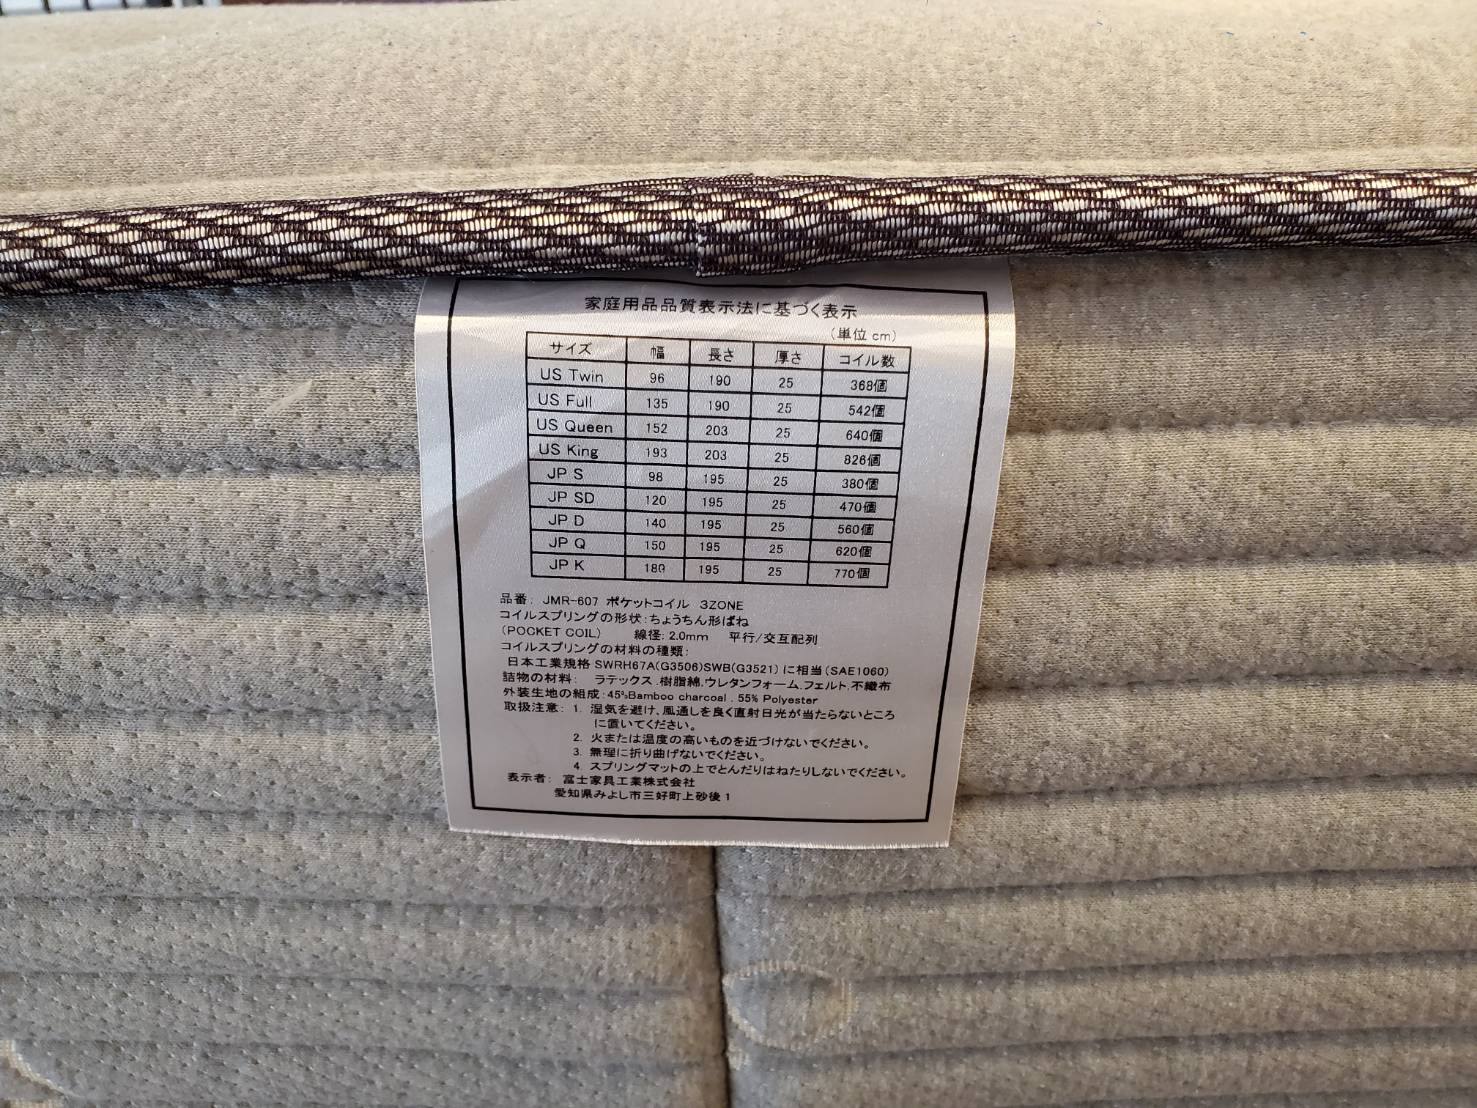 家庭用品品質表示法に基づく表示
(単位 cm)
サイズ 幅 長さ 厚さ コイル数
US Twin 96 190 25 368個
US Full 135 190 25 542個
US Queen 152 203 25 640個
US King 193 203 25 826個
JP S 98 195 25 380個
JP SD 120 195 25 470個
JP D 140 195 25 560個
JP Q 150 195 25 620個
JP K 180 195 25 770個
品番: JMR-607 ポケットコイル 3ZONE
コイルスプリングの形状:ちょうちん形ばね
(POCKET COIL) 線径:2.0mm 平行/交互配列
コイルスプリングの材料の種類:
日本工業規格 SWRH67A(G3506)SWB(G3521)に相当(SAE1060)
詰物の材料: ラテックス.樹脂綿.ウレタンフォーム.フェルト.不織布
外装生地の組成:45%Bamboo charcoal . 55% Polyester
取扱注意: 1. 湿気を避け、風通しを良く直射日光が当たらないところ
に置いてください。
2. 火または温度の高いものを近づけないでください。
3. 無理に折り曲げないでください。
4. スプリングマットの上でとんだりはねたりしないでください。
表示者: 富士家具工業株式会社
愛知県みよし市三好町上砂後1